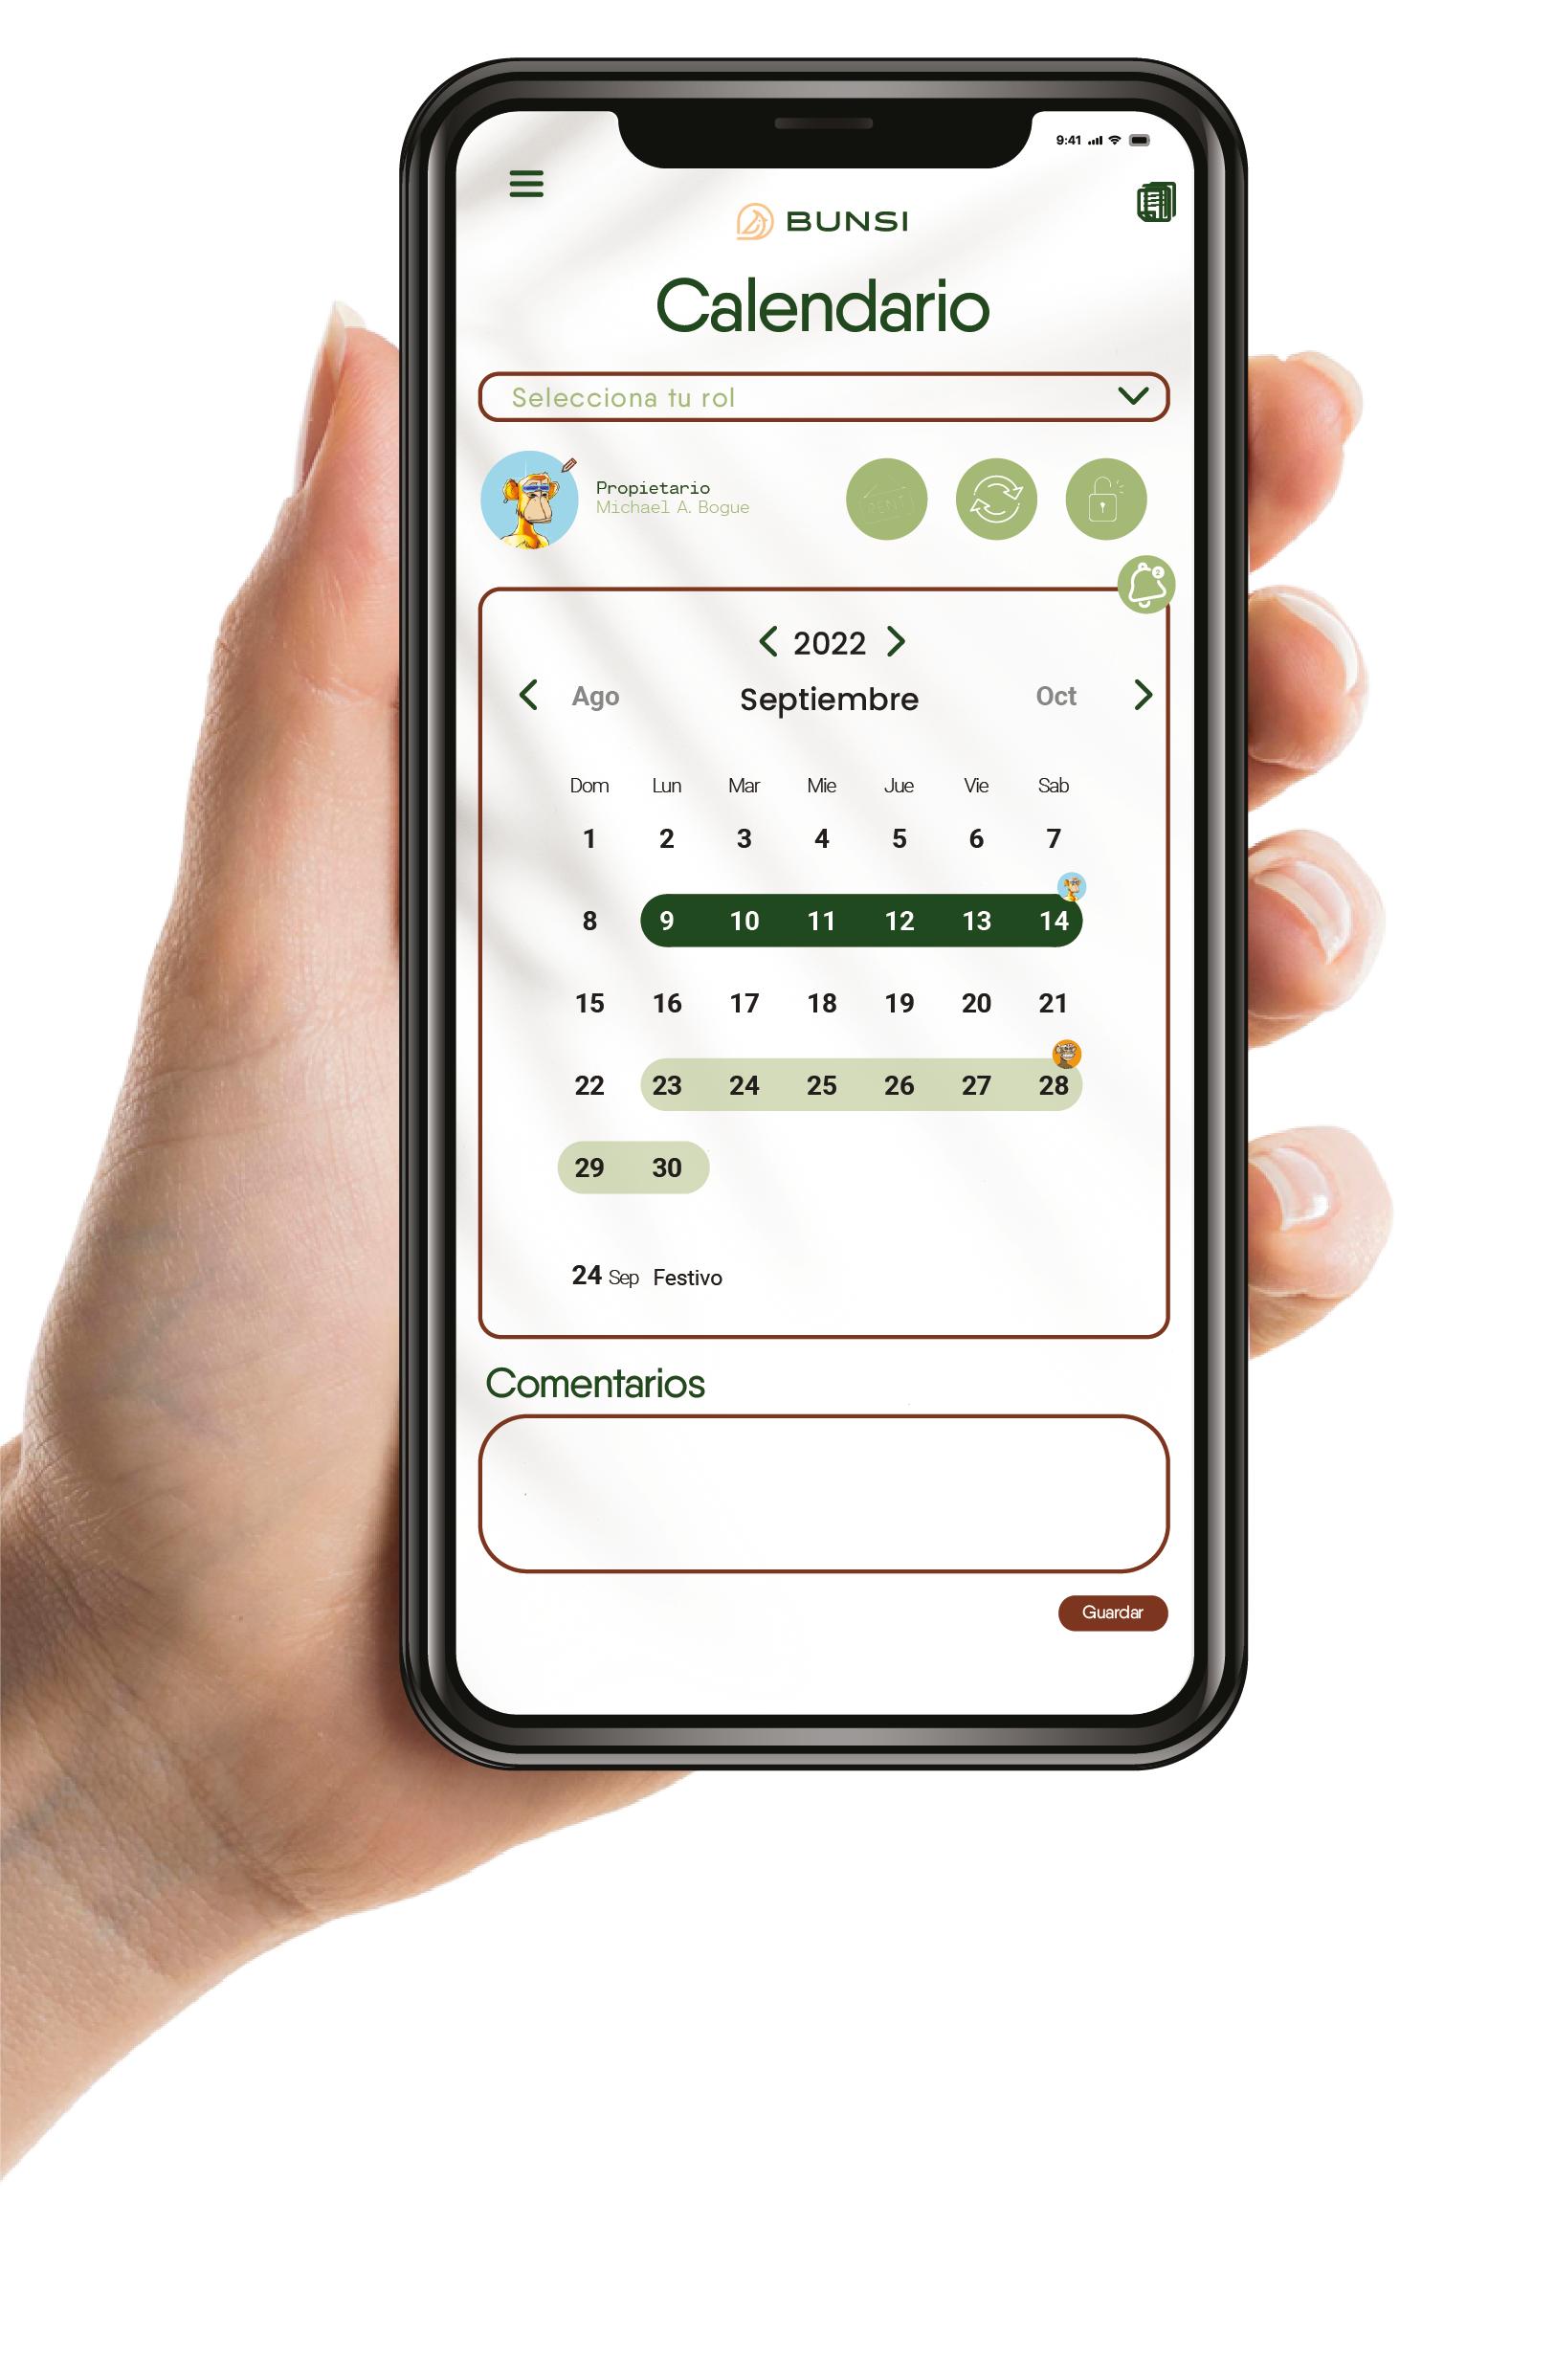 9:41
BUNSI
Calendario
Selecciona tu rol
Propietario
Michael A. Bogue
RENT
2
2022
Ago Septiembre Oct
Dom Lun Mar Mie Jue Vie Sab
1 2 3 4 5 6 7
8 9 10 11 12 13 14
15 16 17 18 19 20 21
22 23 24 25 26 27 28
29 30
24 Sep Festivo
Comentarios
Guardar